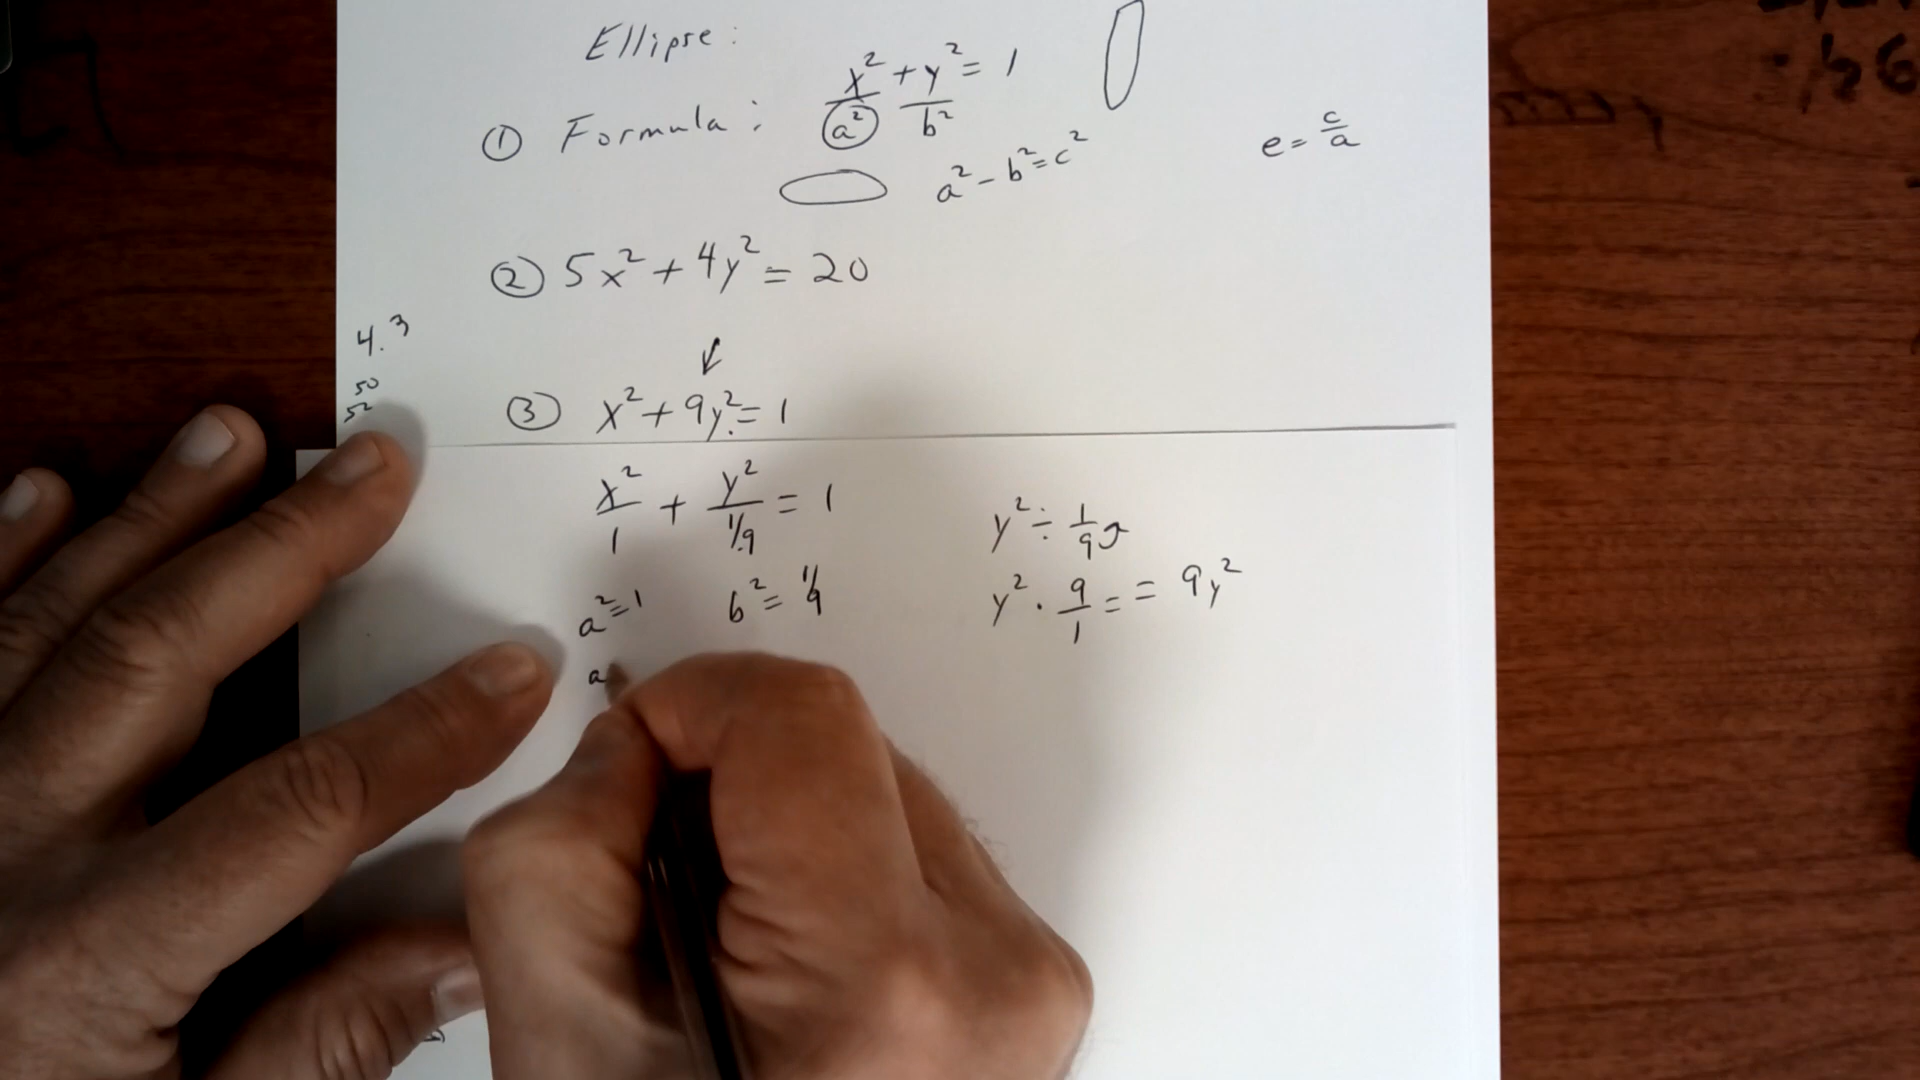 Ellipse:
① Formula: x²/a² + y²/b² = 1
a² - b² = c²
e = c/a
② 5x² + 4y² = 20
4.3
50
52
③ x² + 9y² = 1
x²/1 + y²/(1/9) = 1
y² ÷ 1/9
a² = 1 b² = 1/9
y² · 9/1 = = 9y²
a